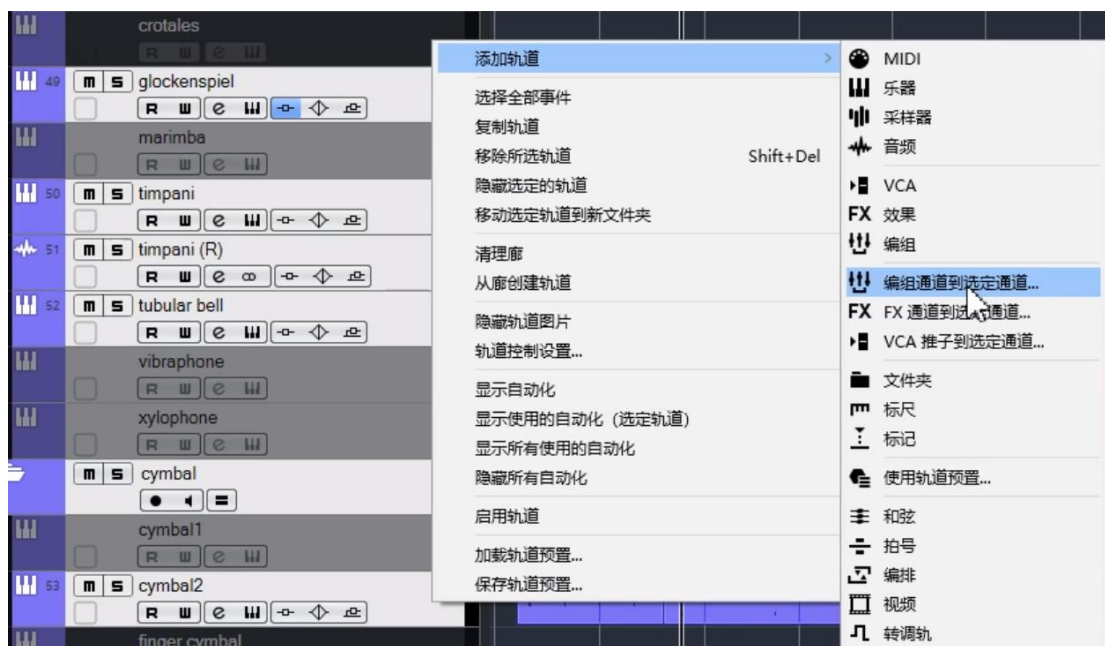 crotales
R W e
49 m S glockenspiel
R W e
marimba
R W e
50 m S timpani
R W e
51 m S timpani (R)
R W e
52 m S tubular bell
R W e
vibraphone
R W e
xylophone
R W e
m S cymbal
cymbal1
R W e
53 m S cymbal2
R W e
finger cymbal
添加轨道
选择全部事件
复制轨道
移除所选轨道 Shift+Del
隐藏选定的轨道
移动选定轨道到新文件夹
清理廊
从廊创建轨道
隐藏轨道图片
轨道控制设置...
显示自动化
显示使用的自动化（选定轨道）
显示所有使用的自动化
隐藏所有自动化
启用轨道
加载轨道预置...
保存轨道预置...
MIDI
乐器
采样器
音频
VCA
FX 效果
编组
编组通道到选定通道...
FX FX 通道到选定通道...
VCA 推子到选定通道...
文件夹
标尺
标记
使用轨道预置...
和弦
拍号
编排
视频
转调轨